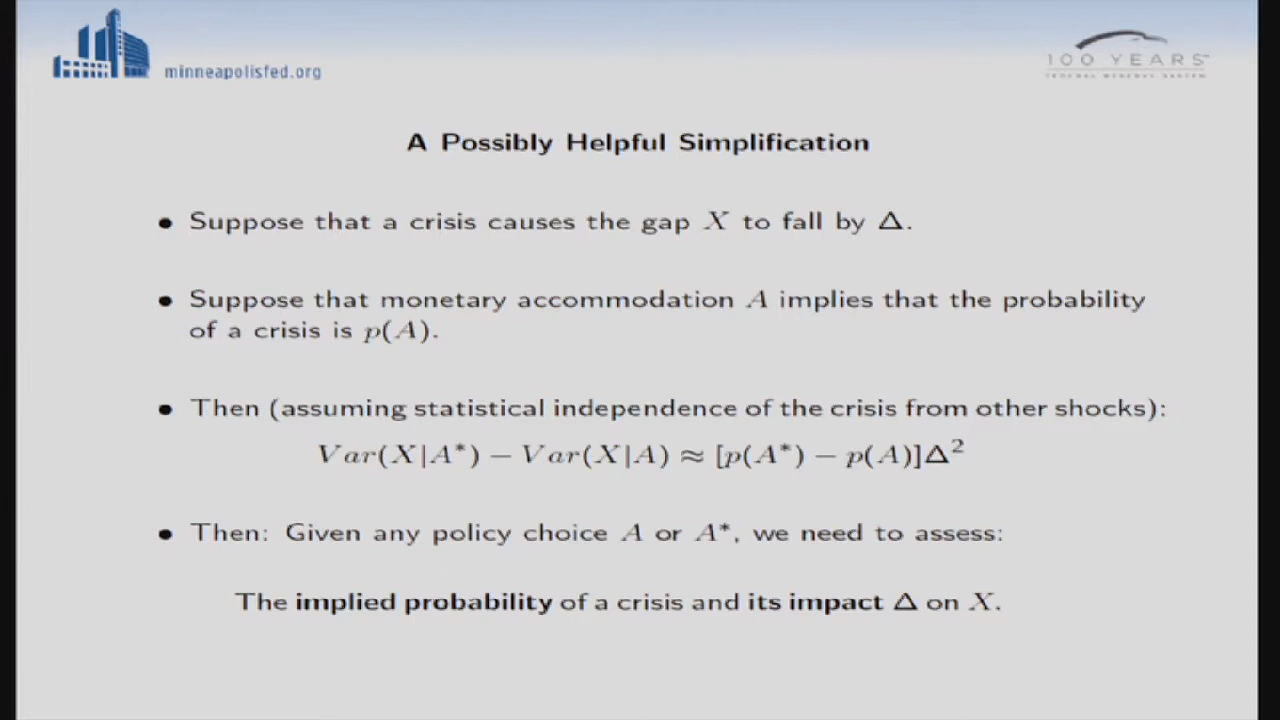 minneapolisfed.org
100 YEARS
FEDERAL RESERVE SYSTEM
A Possibly Helpful Simplification
• Suppose that a crisis causes the gap X to fall by Δ.
• Suppose that monetary accommodation A implies that the probability
of a crisis is p(A).
• Then (assuming statistical independence of the crisis from other shocks):
Var(X|A*) − Var(X|A) ≈ [p(A*) − p(A)]Δ²
• Then: Given any policy choice A or A*, we need to assess:
The implied probability of a crisis and its impact Δ on X.